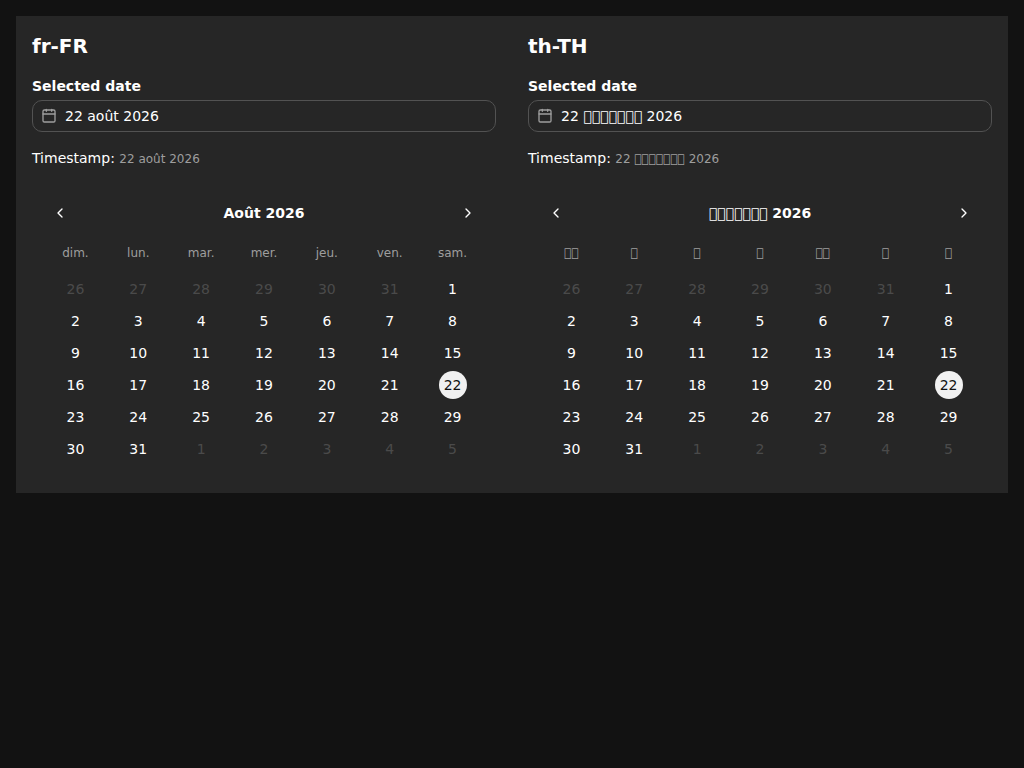 fr-FR
Selected date
22 août 2026
Timestamp: 22 août 2026
Août 2026
dim. lun. mar. mer. jeu. ven. sam.
26 27 28 29 30 31 1
2 3 4 5 6 7 8
9 10 11 12 13 14 15
16 17 18 19 20 21 22
23 24 25 26 27 28 29
30 31 1 2 3 4 5
th-TH
Selected date
22 2026
Timestamp: 22 2026
2026
26 27 28 29 30 31 1
2 3 4 5 6 7 8
9 10 11 12 13 14 15
16 17 18 19 20 21 22
23 24 25 26 27 28 29
30 31 1 2 3 4 5